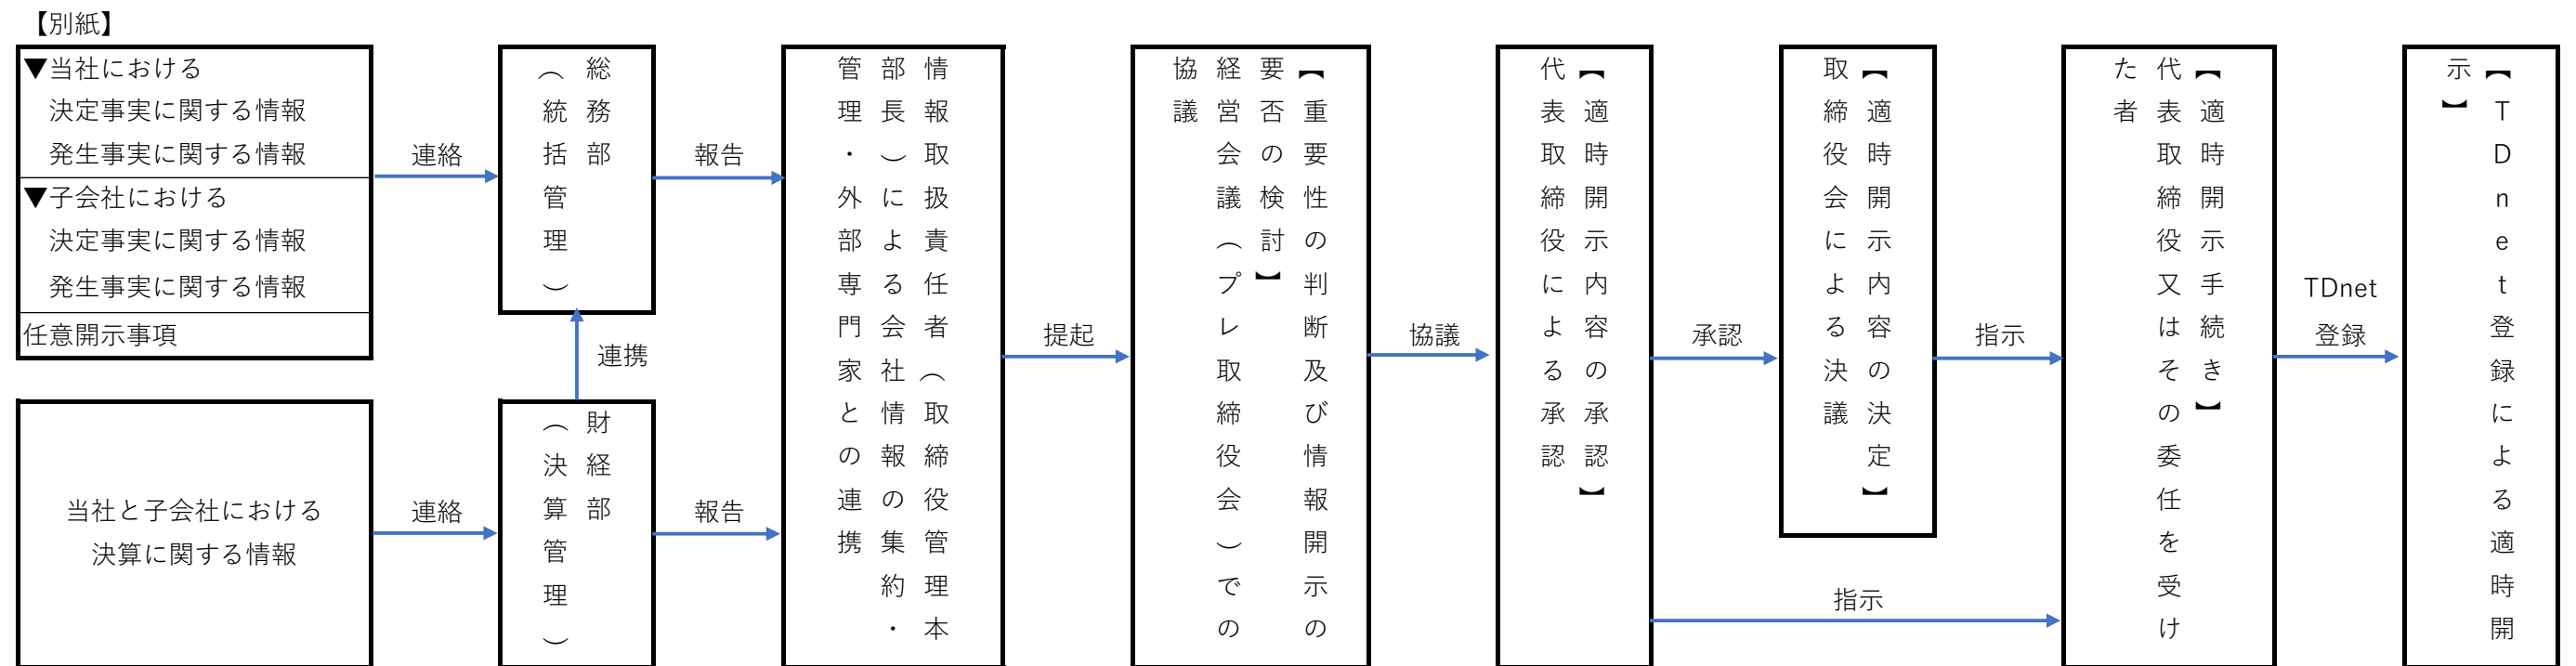 【別紙】
▼当社における
決定事実に関する情報
発生事実に関する情報
▼子会社における
決定事実に関する情報
発生事実に関する情報
任意開示事項
連絡
総務部
（統括管理）
報告
連携
当社と子会社における
決算に関する情報
連絡
財経部
（決算管理）
報告
情報取扱責任者（取締役管理本
部長）による会社情報の集約・
管理・外部専門家との連携
提起
【重要性の判断及び情報開示の
要否の検討】
経営会議（プレ取締役会）での
協議
協議
【適時開示内容の承認】
代表取締役による承認
承認
【適時開示内容の決定】
取締役会による決議
指示
指示
【適時開示手続き】
代表取締役又はその委任を受け
た者
TDnet
登録
【TDnet登録による適時開
示】